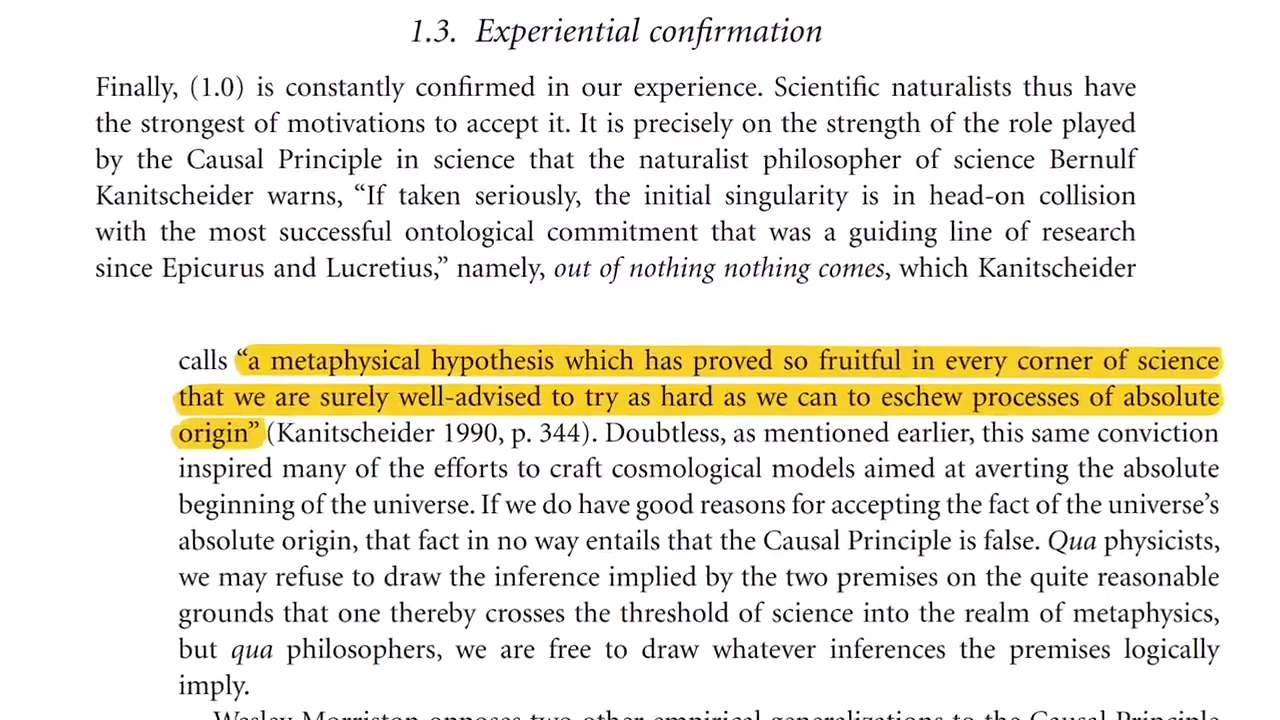 1.3. Experiential confirmation
Finally, (1.0) is constantly confirmed in our experience. Scientific naturalists thus have
the strongest of motivations to accept it. It is precisely on the strength of the role played
by the Causal Principle in science that the naturalist philosopher of science Bernulf
Kanitscheider warns, “If taken seriously, the initial singularity is in head-on collision
with the most successful ontological commitment that was a guiding line of research
since Epicurus and Lucretius,” namely, out of nothing nothing comes, which Kanitscheider
calls “a metaphysical hypothesis which has proved so fruitful in every corner of science
that we are surely well-advised to try as hard as we can to eschew processes of absolute
origin” (Kanitscheider 1990, p. 344). Doubtless, as mentioned earlier, this same conviction
inspired many of the efforts to craft cosmological models aimed at averting the absolute
beginning of the universe. If we do have good reasons for accepting the fact of the universe’s
absolute origin, that fact in no way entails that the Causal Principle is false. Qua physicists,
we may refuse to draw the inference implied by the two premises on the quite reasonable
grounds that one thereby crosses the threshold of science into the realm of metaphysics,
but qua philosophers, we are free to draw whatever inferences the premises logically
imply.
Wesley Morriston opposes two other empirical generalizations to the Causal Principle